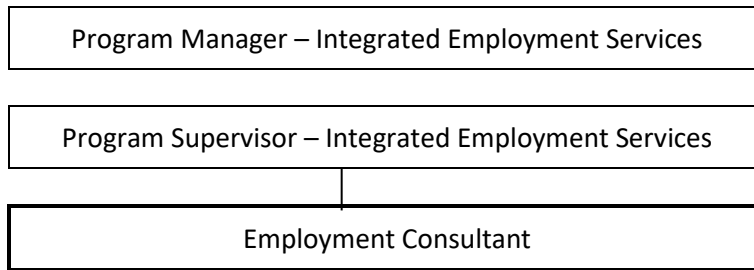 Program Manager – Integrated Employment Services
Program Supervisor – Integrated Employment Services
Employment Consultant